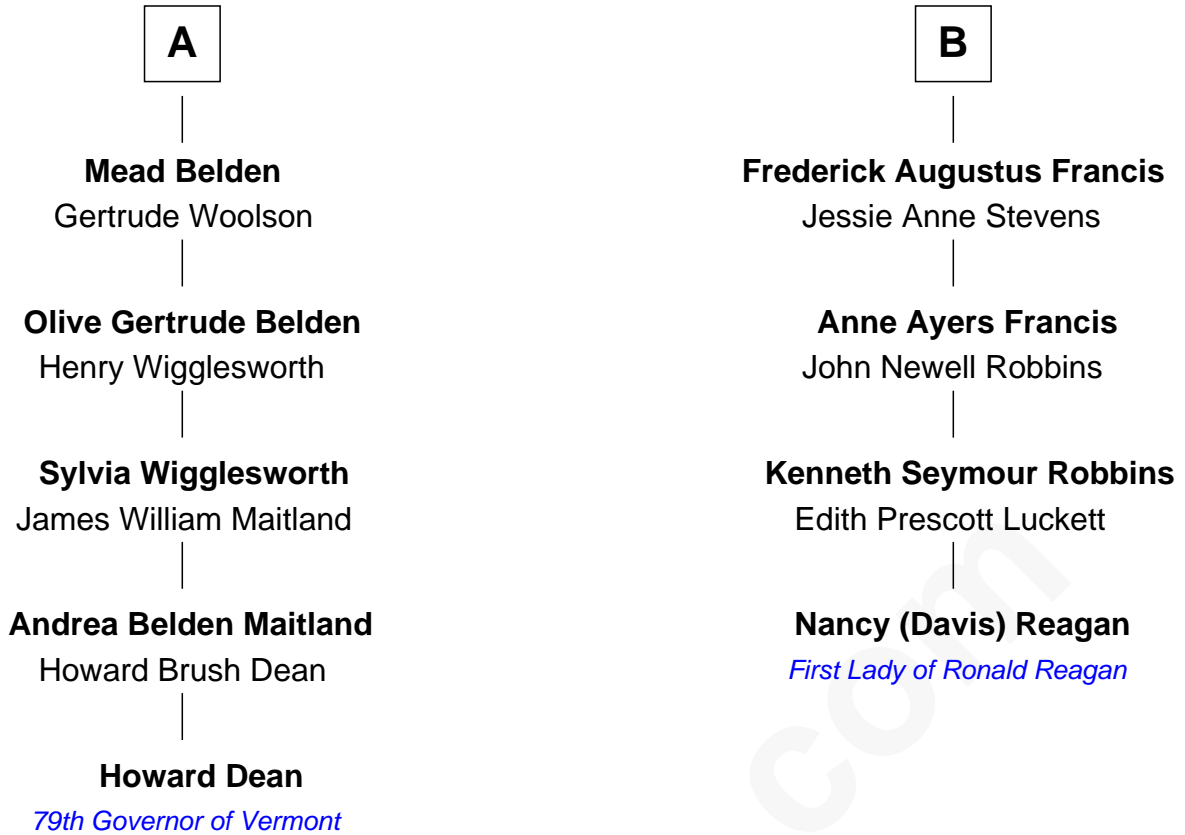 A
Mead Belden
Gertrude Woolson
Olive Gertrude Belden
Henry Wigglesworth
Sylvia Wigglesworth
James William Maitland
Andrea Belden Maitland
Howard Brush Dean
Howard Dean
79th Governor of Vermont
B
Frederick Augustus Francis
Jessie Anne Stevens
Anne Ayers Francis
John Newell Robbins
Kenneth Seymour Robbins
Edith Prescott Luckett
Nancy (Davis) Reagan
First Lady of Ronald Reagan
com